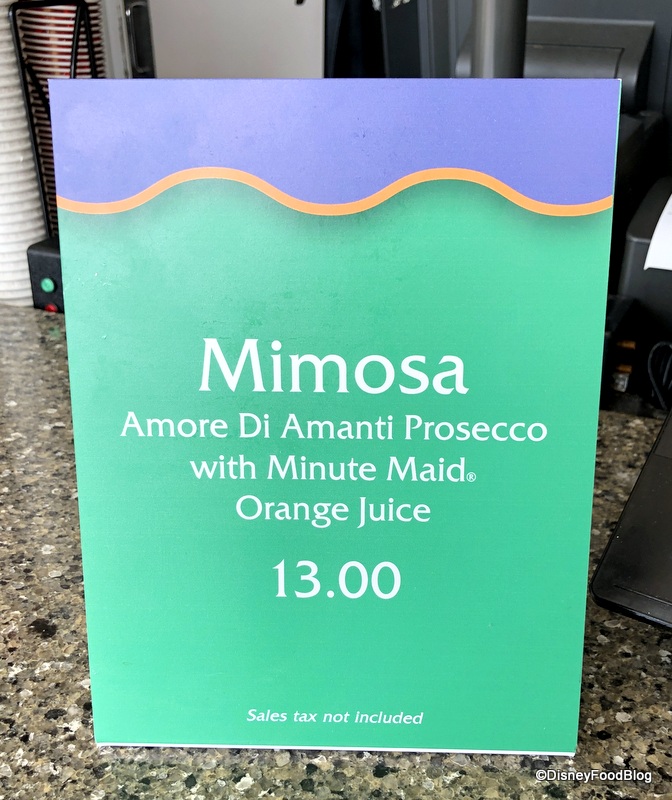 Mimosa
Amore Di Amanti Prosecco
with Minute Maid®
Orange Juice
13.00
Sales tax not included
©DisneyFoodBlog